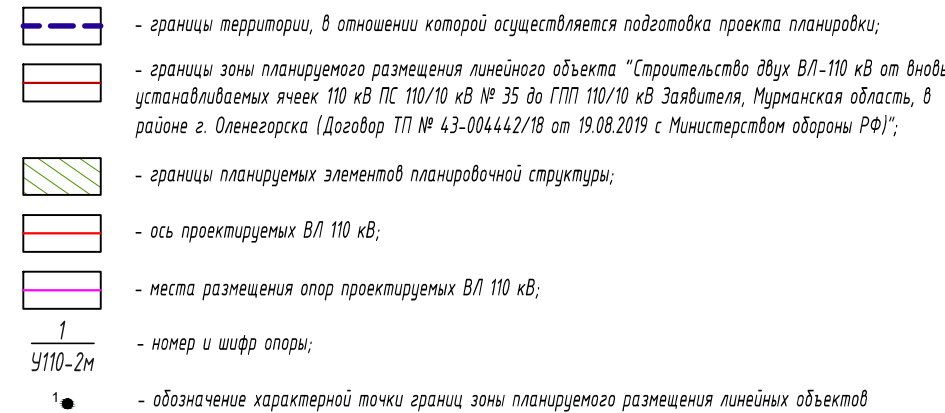 - границы территории, в отношении которой осуществляется подготовка проекта планировки;
- границы зоны планируемого размещения линейного объекта "Строительство двух ВЛ-110 кВ от вновь
устанавливаемых ячеек 110 кВ ПС 110/10 кВ № 35 до ГПП 110/10 кВ Заявителя, Мурманская область, в
районе г. Оленегорска (Договор ТП № 43-004442/18 от 19.08.2019 с Министерством обороны РФ)";
- границы планируемых элементов планировочной структуры;
- ось проектируемых ВЛ 110 кВ;
- места размещения опор проектируемых ВЛ 110 кВ;
1
У110-2м
- номер и шифр опоры;
1
- обозначение характерной точки границ зоны планируемого размещения линейных объектов